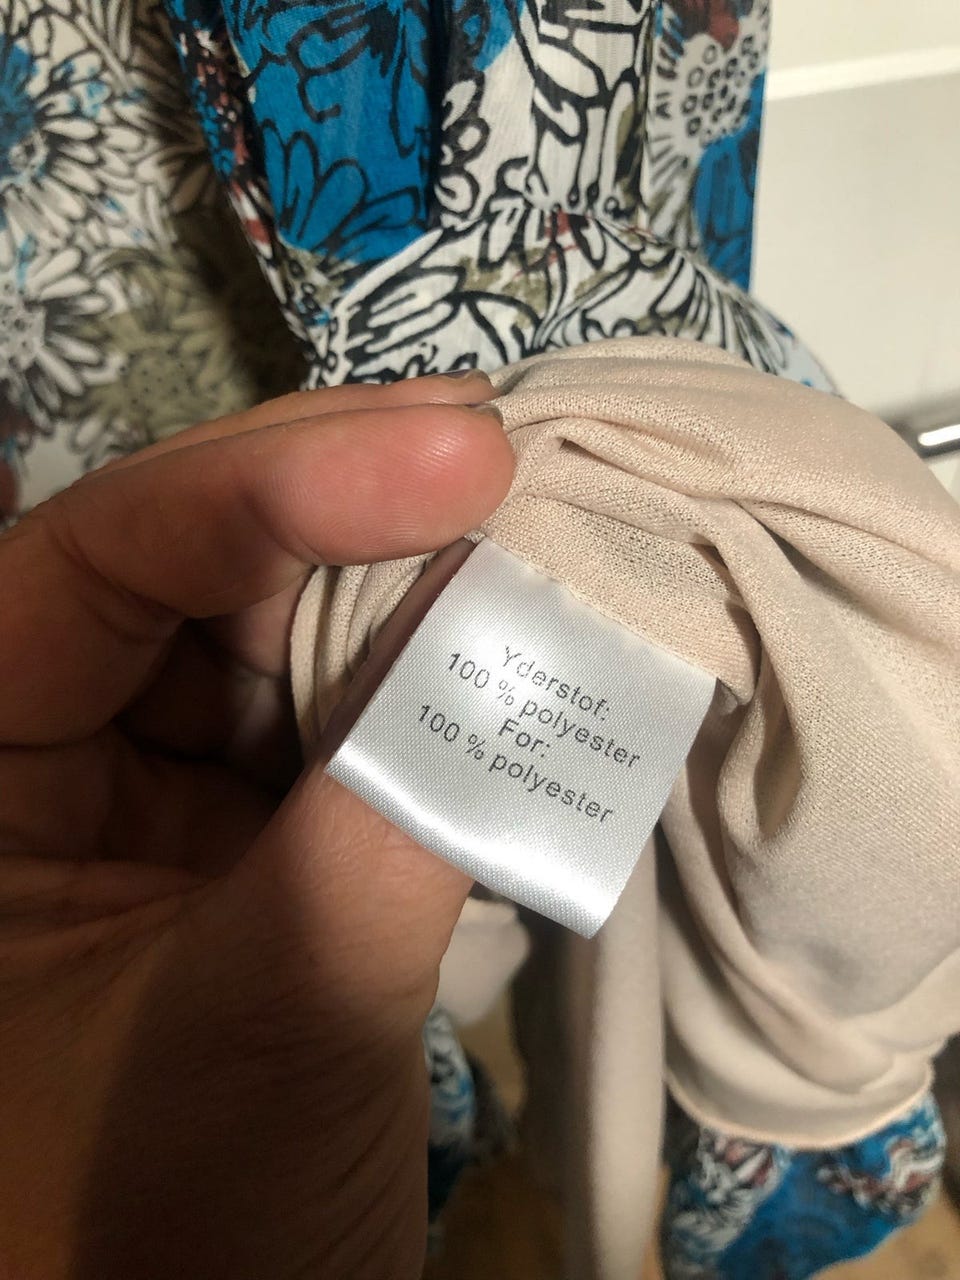 Yderstof:
100 % polyester
For:
100 % polyester